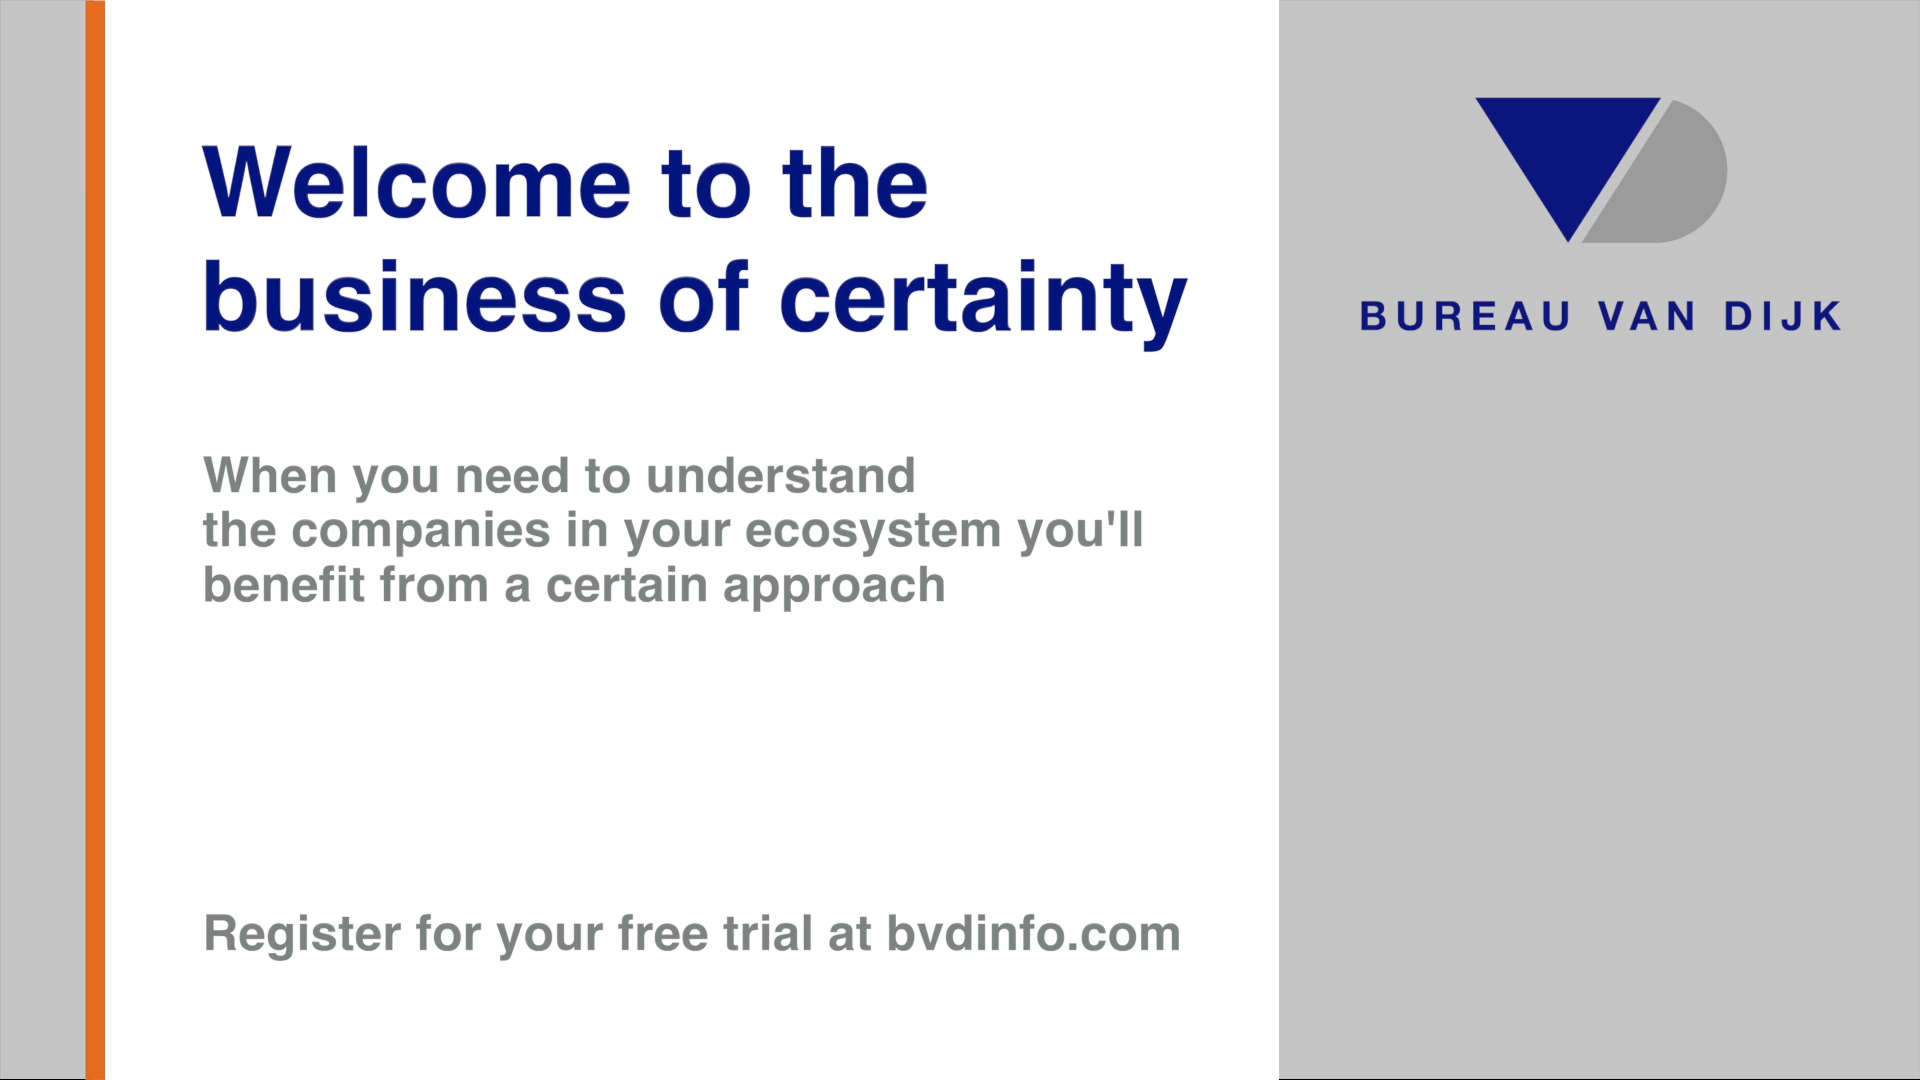 Welcome to the
business of certainty
When you need to understand
the companies in your ecosystem you'll
benefit from a certain approach
Register for your free trial at bvdinfo.com
BUREAU VAN DIJK